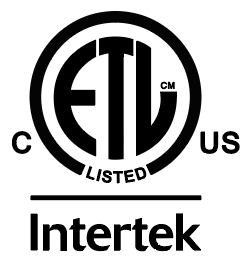 ETL CM
C US
LISTED
Intertek